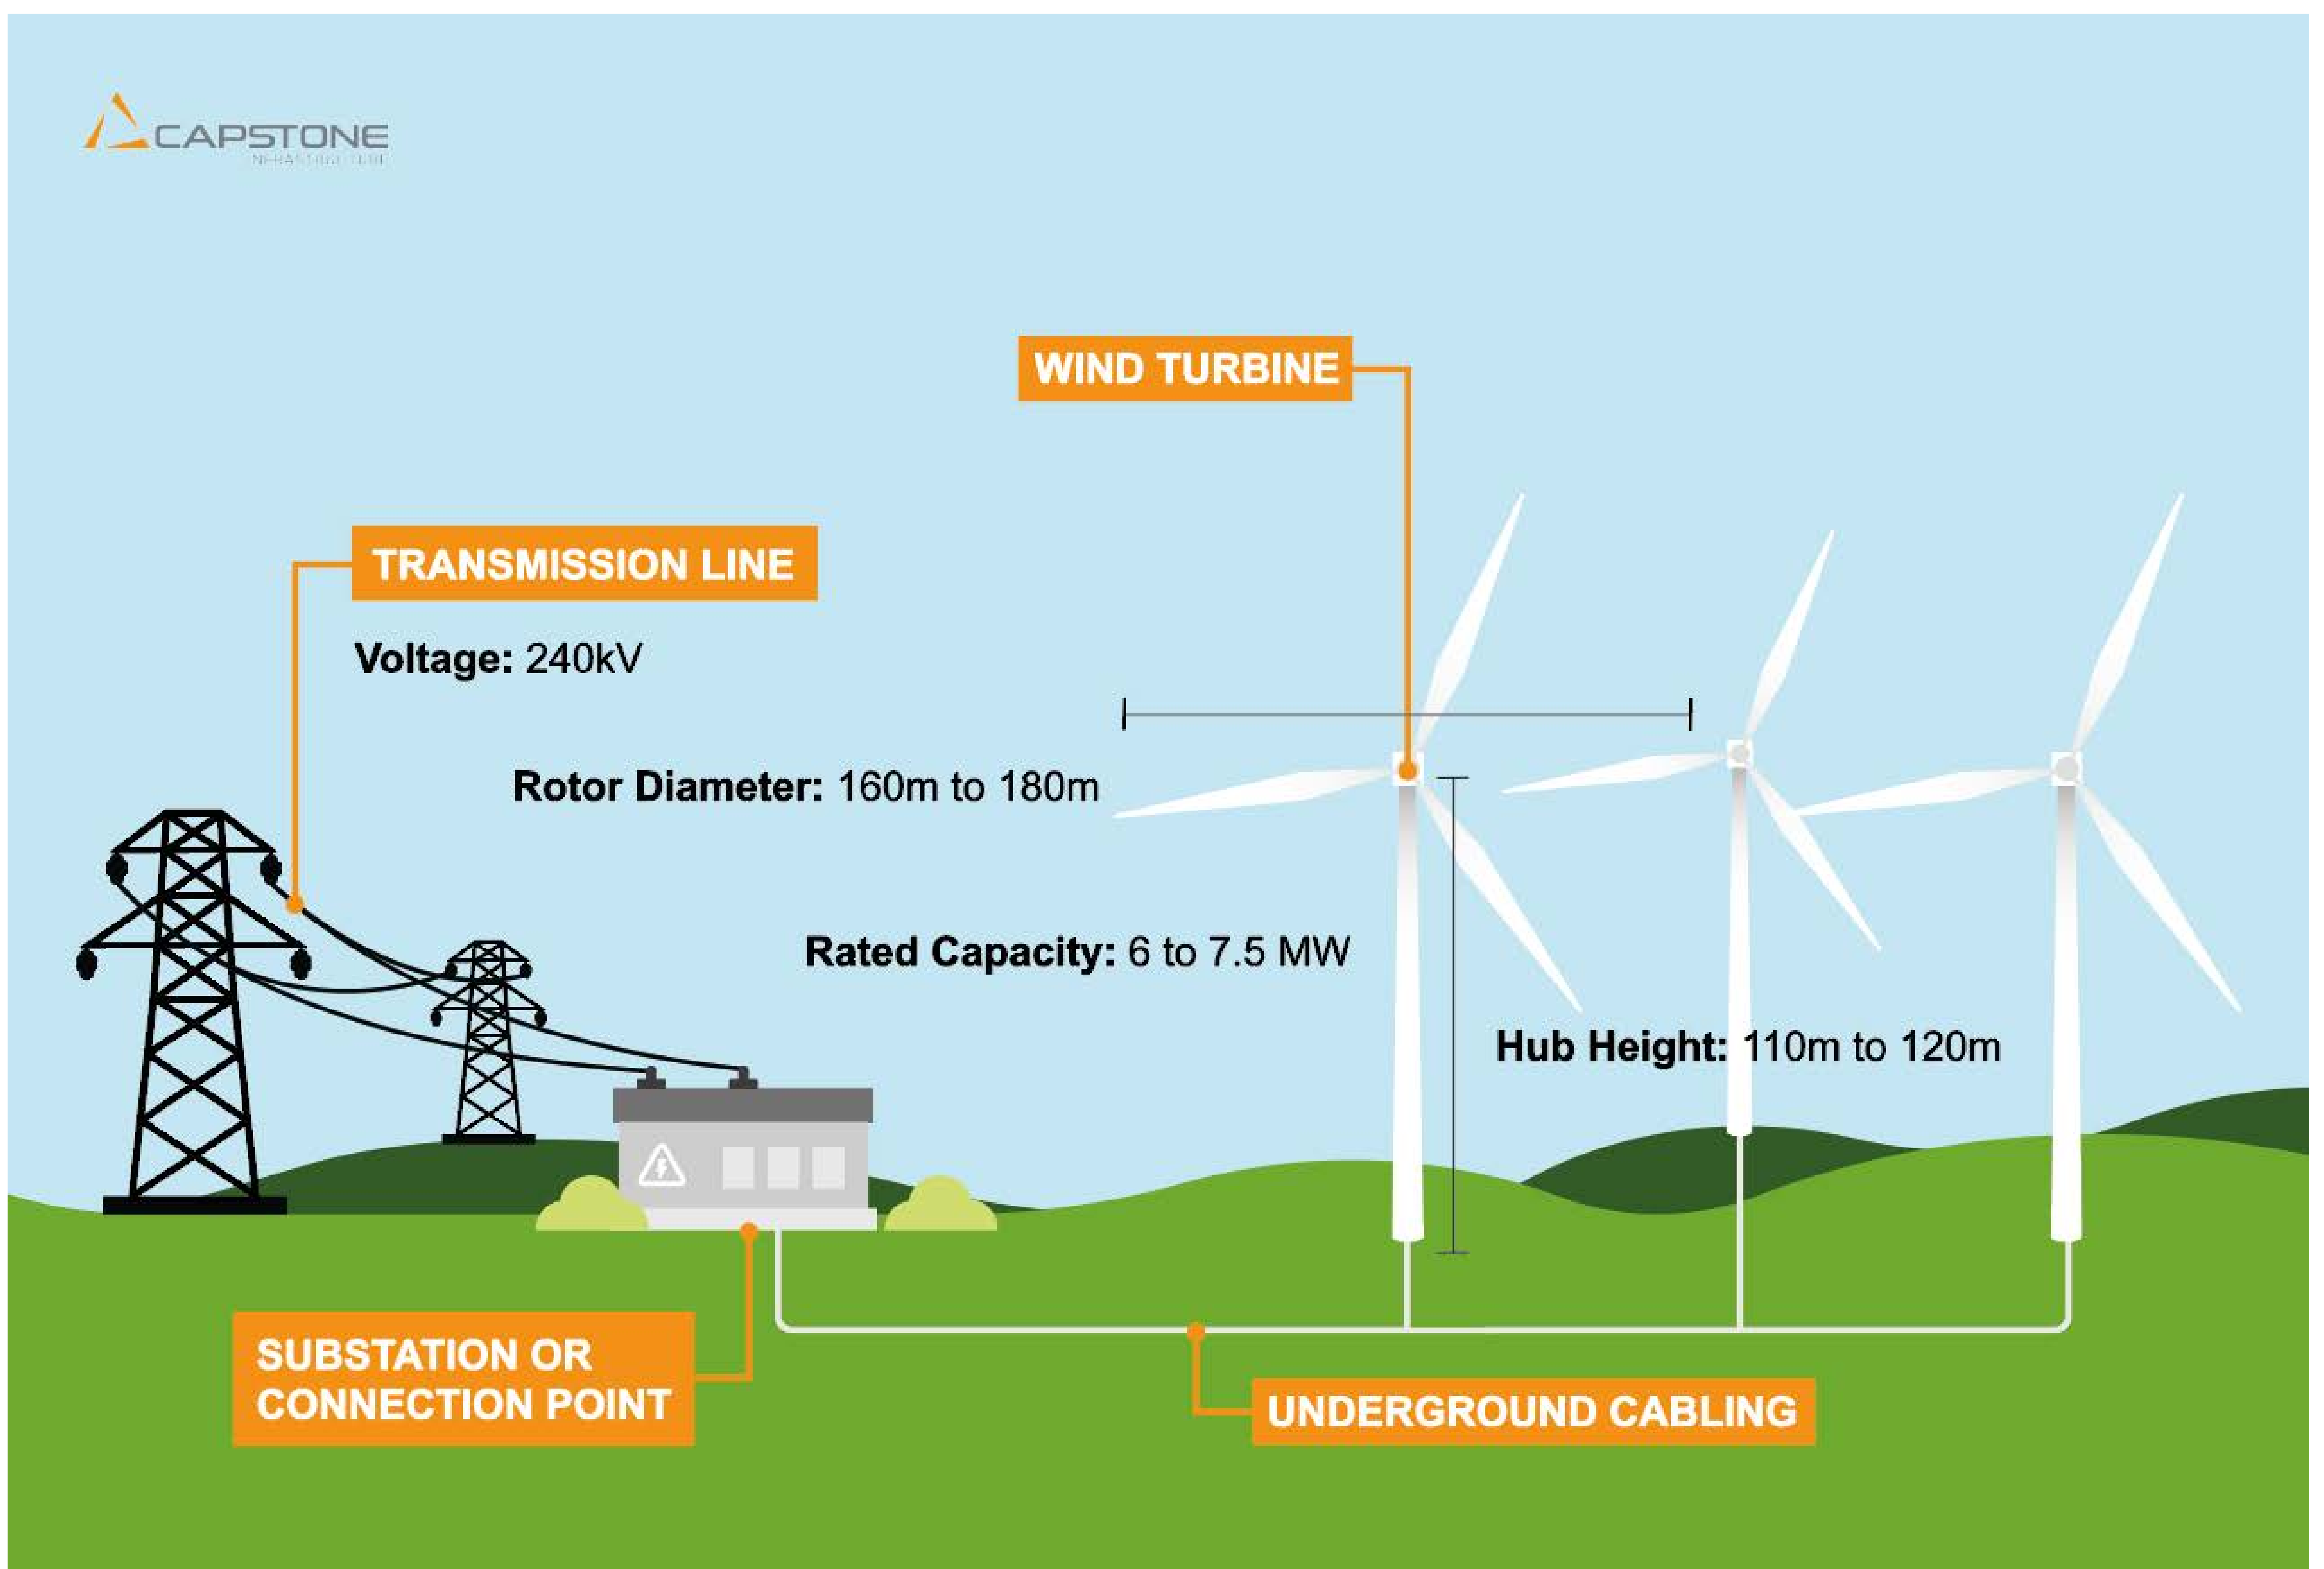 CAPSTONE
INFRASTRUCTURE
WIND TURBINE
TRANSMISSION LINE
Voltage: 240kV
Rotor Diameter: 160m to 180m
Rated Capacity: 6 to 7.5 MW
Hub Height: 110m to 120m
SUBSTATION OR
CONNECTION POINT
UNDERGROUND CABLING